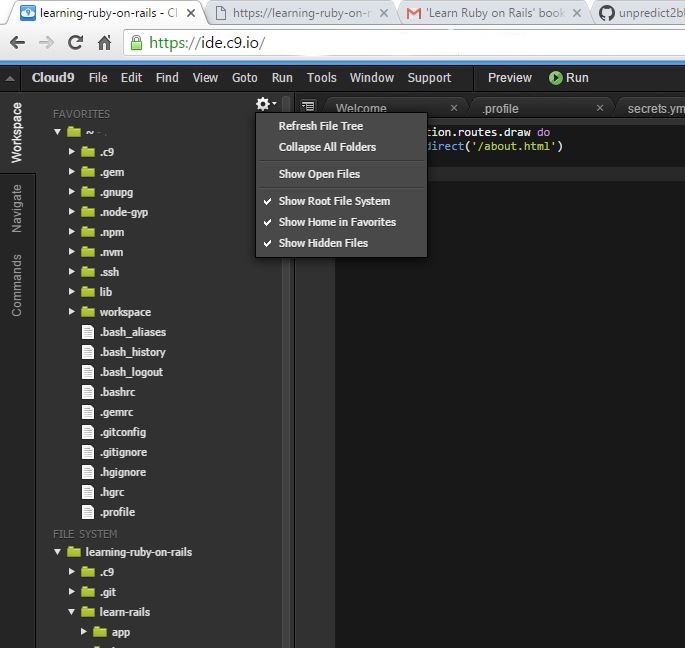 learning-ruby-on-rails - Cl
https://learning-ruby-on-r
'Learn Ruby on Rails' book
unpredict2bl
https://ide.c9.io/
Cloud9 File Edit Find View Goto Run Tools Window Support Preview Run
Workspace
Navigate
Commands
FAVORITES
~ - .
.c9
.gem
.gnupg
.node-gyp
.npm
.nvm
.ssh
lib
workspace
.bash_aliases
.bash_history
.bash_logout
.bashrc
.gemrc
.gitconfig
.gitignore
.hgignore
.hgrc
.profile
FILE SYSTEM
learning-ruby-on-rails
.c9
.git
learn-rails
app
Refresh File Tree
Collapse All Folders
Show Open Files
Show Root File System
Show Home in Favorites
Show Hidden Files
Welcome
.profile
secrets.ym
tion.routes.draw do
direct('/about.html')